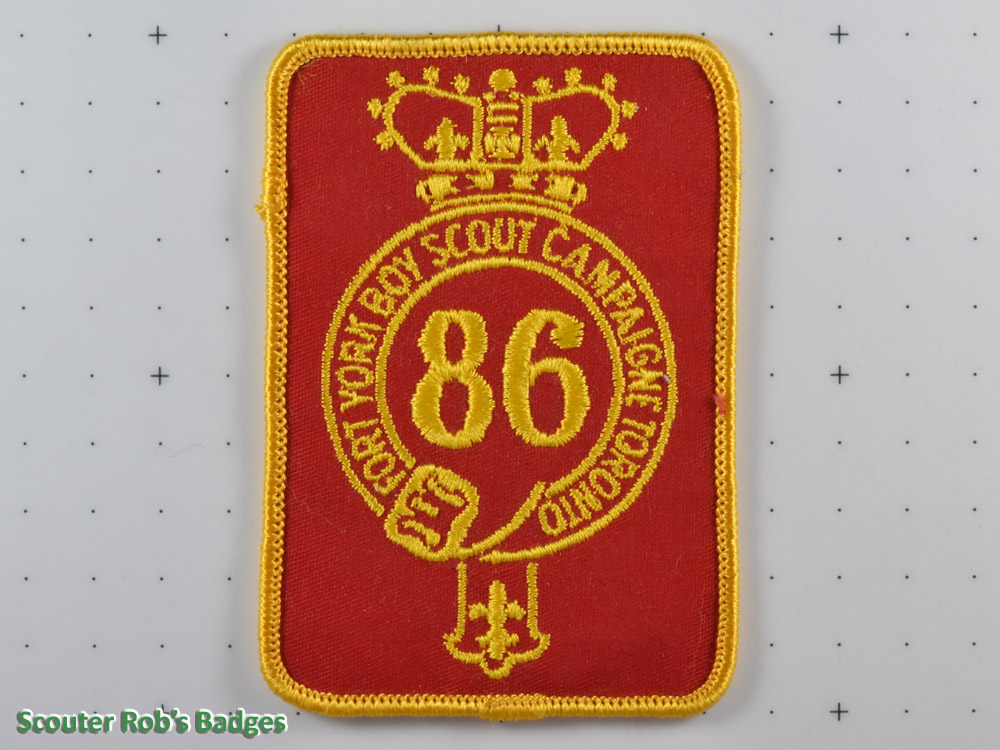 FORT YORK BOY SCOUT CAMPAIGNE TORONTO
86
Scouter Rob's Badges